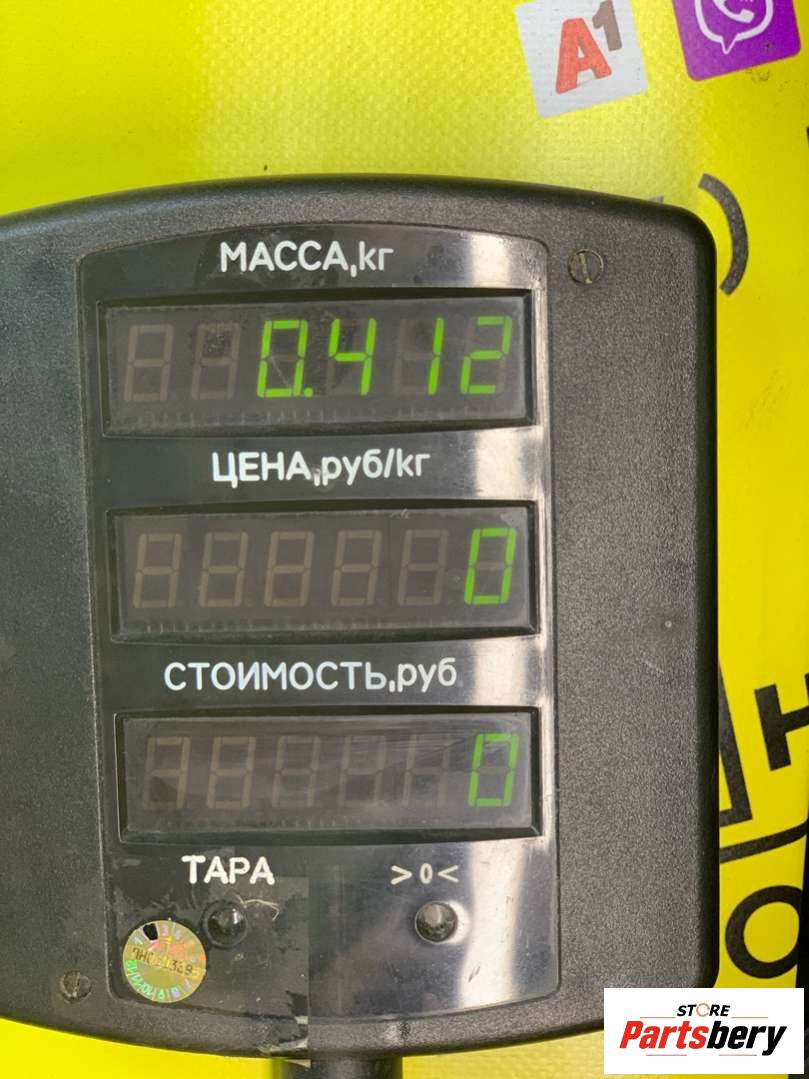 A1
МАССА,кг
0.412
ЦЕНА,руб/кг
0
СТОИМОСТЬ,руб
0
ТАРА
>0<
STORE
Partsbery